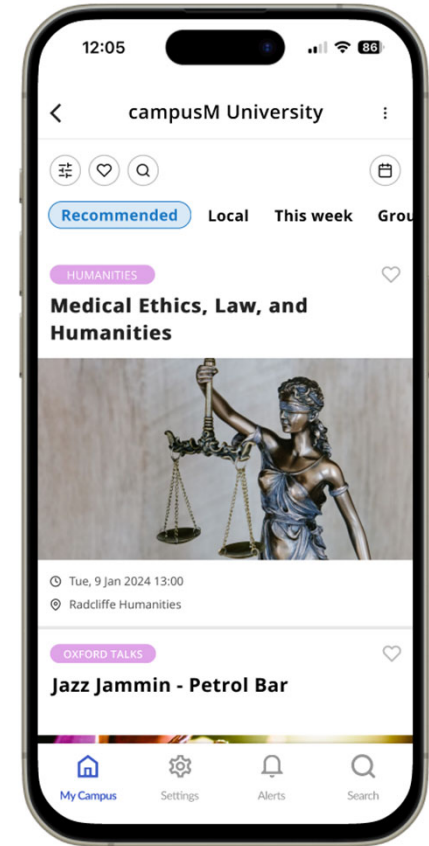 12:05
86
campusM University
Recommended Local This week Grou
HUMANITIES
Medical Ethics, Law, and
Humanities
Tue, 9 Jan 2024 13:00
Radcliffe Humanities
OXFORD TALKS
Jazz Jammin - Petrol Bar
My Campus Settings Alerts Search